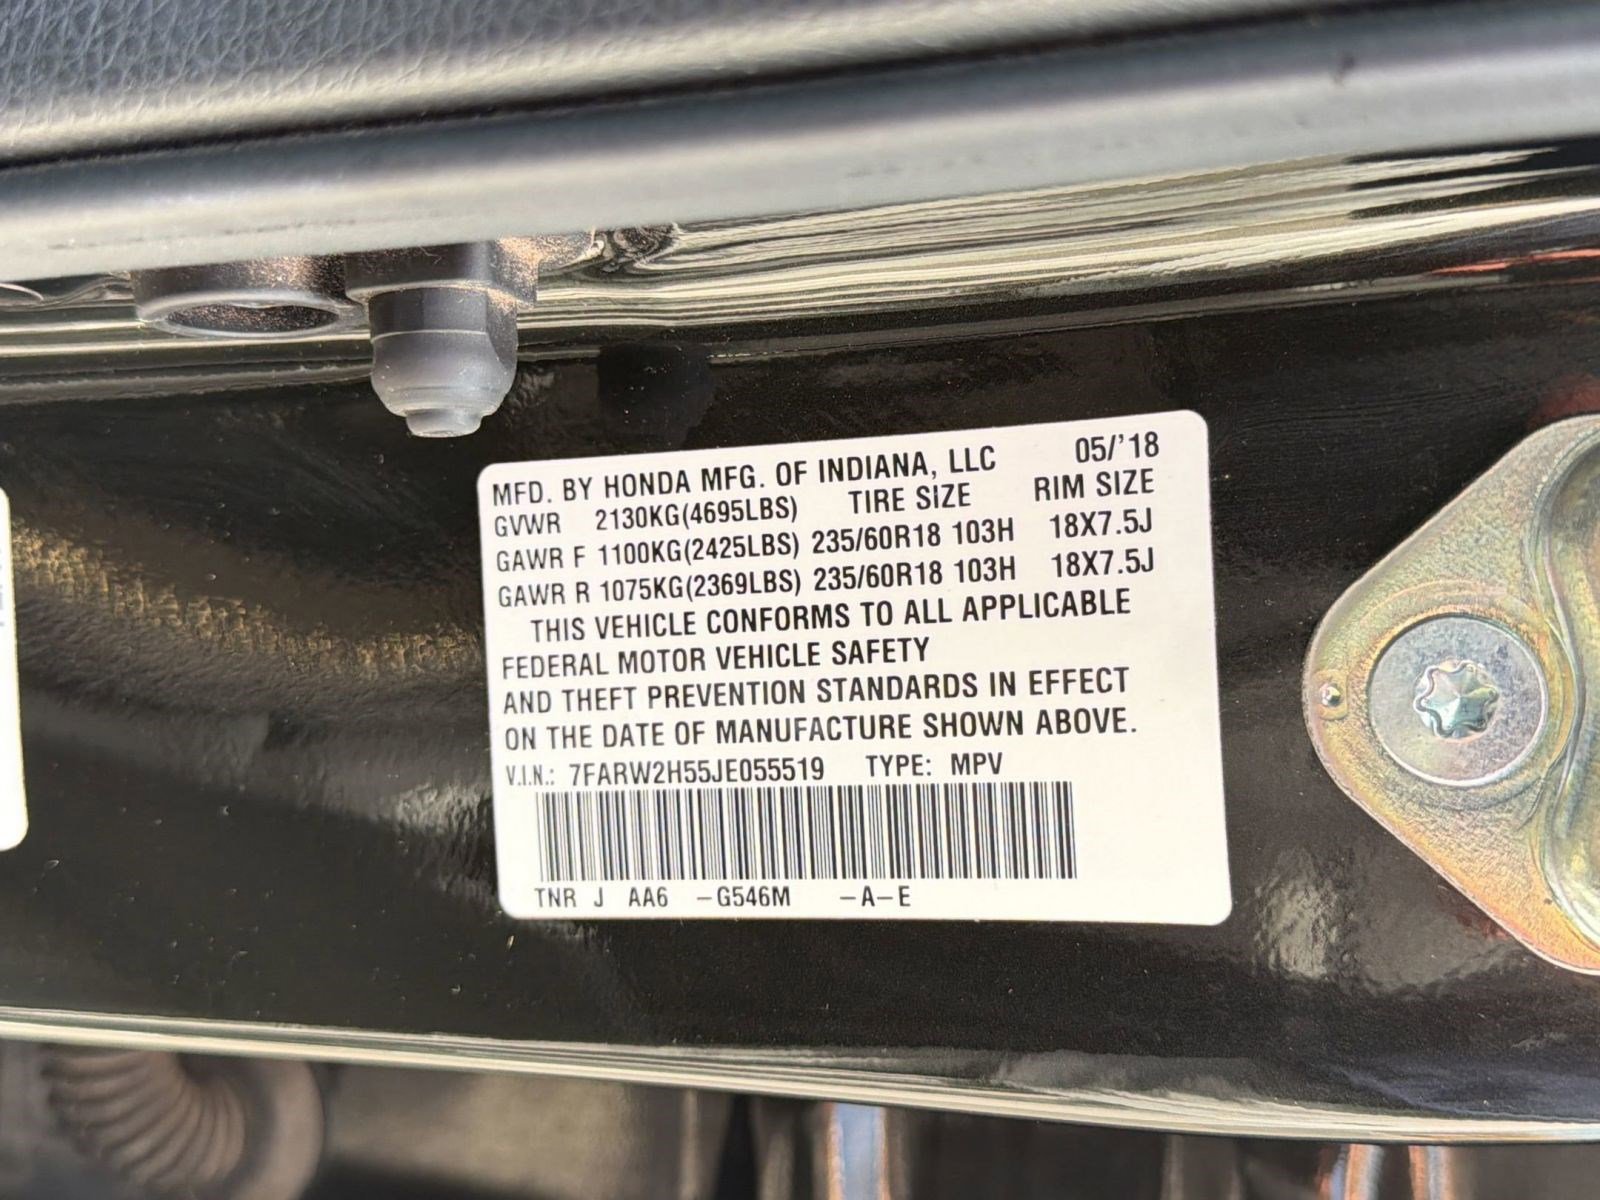 MFD. BY HONDA MFG. OF INDIANA, LLC 05/'18
GVWR 2130KG(4695LBS) TIRE SIZE RIM SIZE
GAWR F 1100KG(2425LBS) 235/60R18 103H 18X7.5J
GAWR R 1075KG(2369LBS) 235/60R18 103H 18X7.5J
THIS VEHICLE CONFORMS TO ALL APPLICABLE
FEDERAL MOTOR VEHICLE SAFETY
AND THEFT PREVENTION STANDARDS IN EFFECT
ON THE DATE OF MANUFACTURE SHOWN ABOVE.
V.I.N.: 7FARW2H55JE055519 TYPE: MPV
TNR J AA6 -G546M -A-E